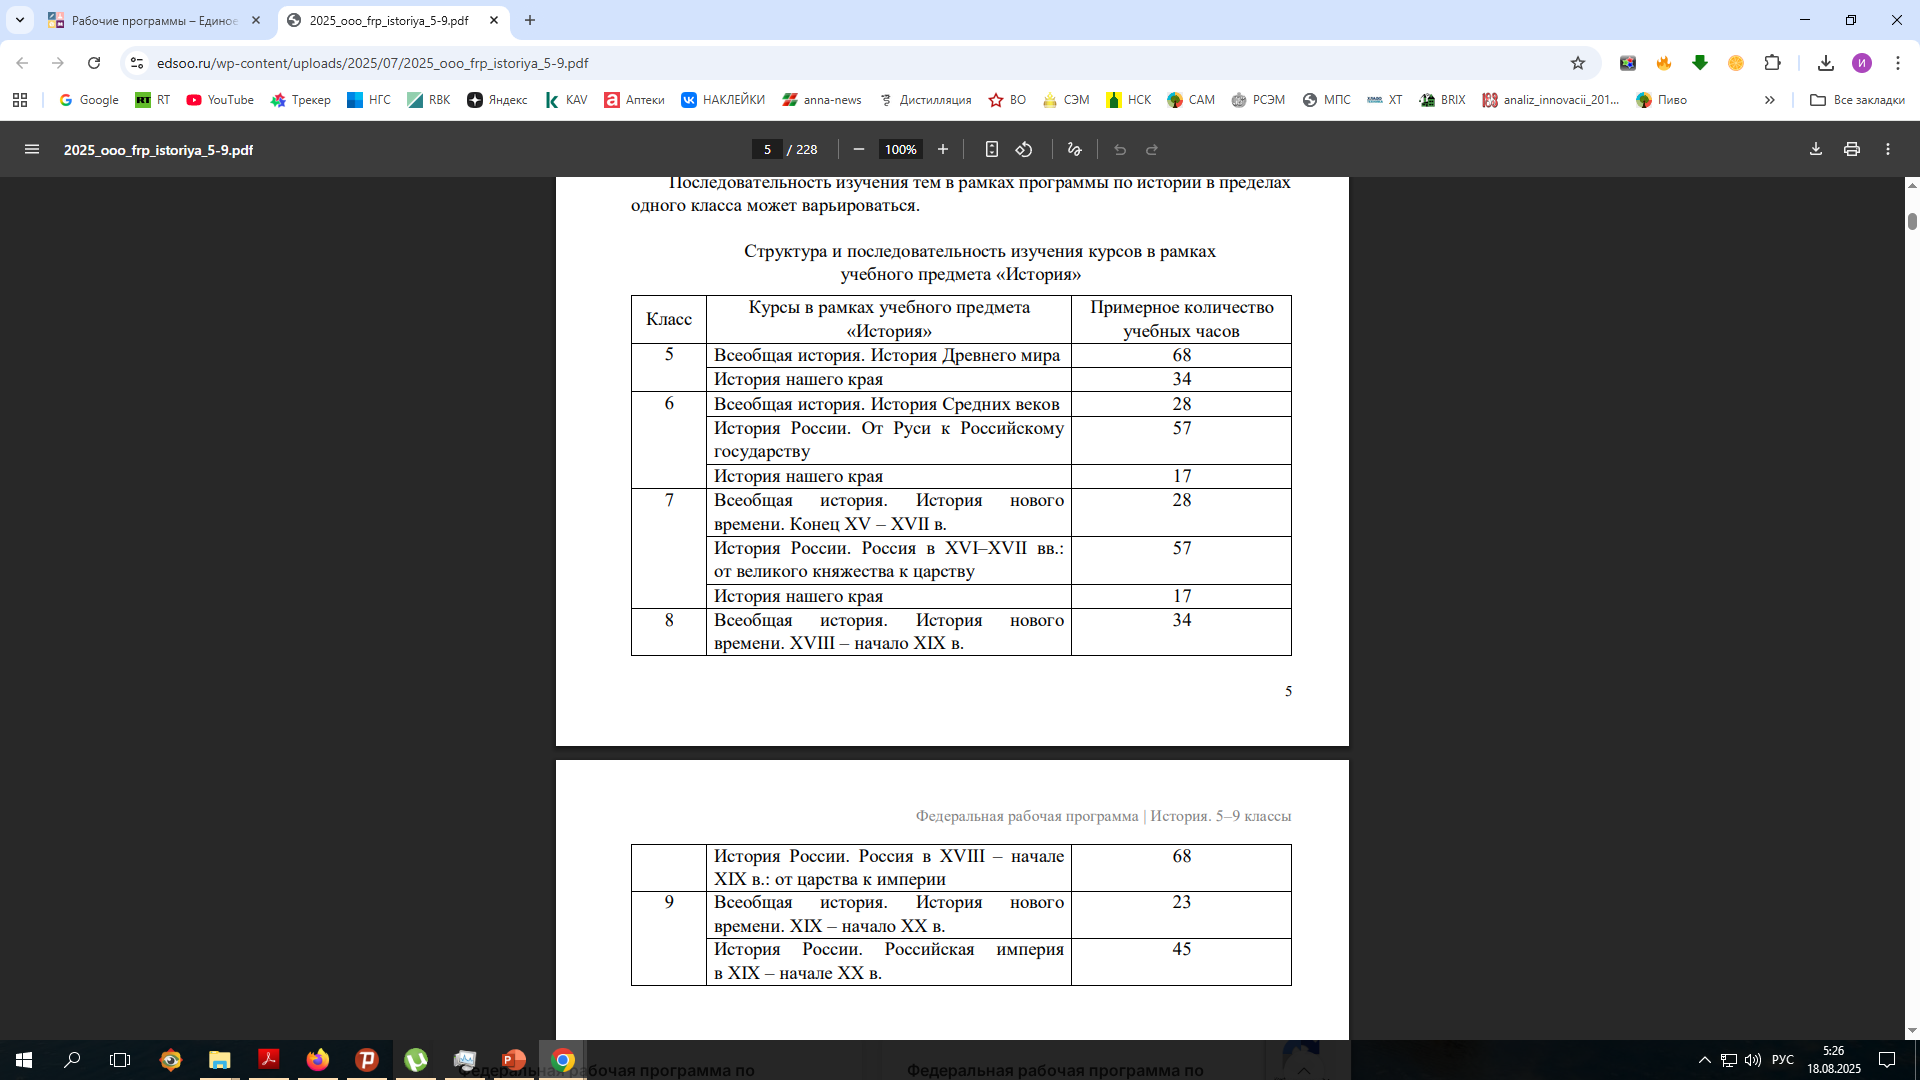 Рабочие программы – Единое
2025_ooo_frp_istoriya_5-9.pdf
edsoo.ru/wp-content/uploads/2025/07/2025_ooo_frp_istoriya_5-9.pdf
И
Google RT YouTube Трекер НГС RBK Яндекс KAV Аптеки НАКЛЕЙКИ anna-news Дистилляция ВО СЭМ НСК САМ РСЭМ МПС ХТ BRIX analiz_innovacii_201... Пиво » Все закладки
2025_ooo_frp_istoriya_5-9.pdf 5 / 228 — 100% +
Последовательность изучения тем в рамках программы по истории в пределах
одного класса может варьироваться.
Структура и последовательность изучения курсов в рамках
учебного предмета «История»
Класс
Курсы в рамках учебного предмета
«История»
Примерное количество
учебных часов
5
Всеобщая история. История Древнего мира 68
История нашего края 34
6
Всеобщая история. История Средних веков 28
История России. От Руси к Российскому 57
государству
История нашего края 17
7
Всеобщая история. История нового 28
времени. Конец XV – XVII в.
История России. Россия в XVI–XVII вв.: 57
от великого княжества к царству
История нашего края 17
8
Всеобщая история. История нового 34
времени. XVIII – начало XIX в.
5
Федеральная рабочая программа | История. 5–9 классы
История России. Россия в XVIII – начале 68
XIX в.: от царства к империи
9
Всеобщая история. История нового 23
времени. XIX – начало XX в.
История России. Российская империя 45
в XIX – начале XX в.
Федеральная рабочая программа по
Федеральная рабочая программа по
РУС
5:26
18.08.2025